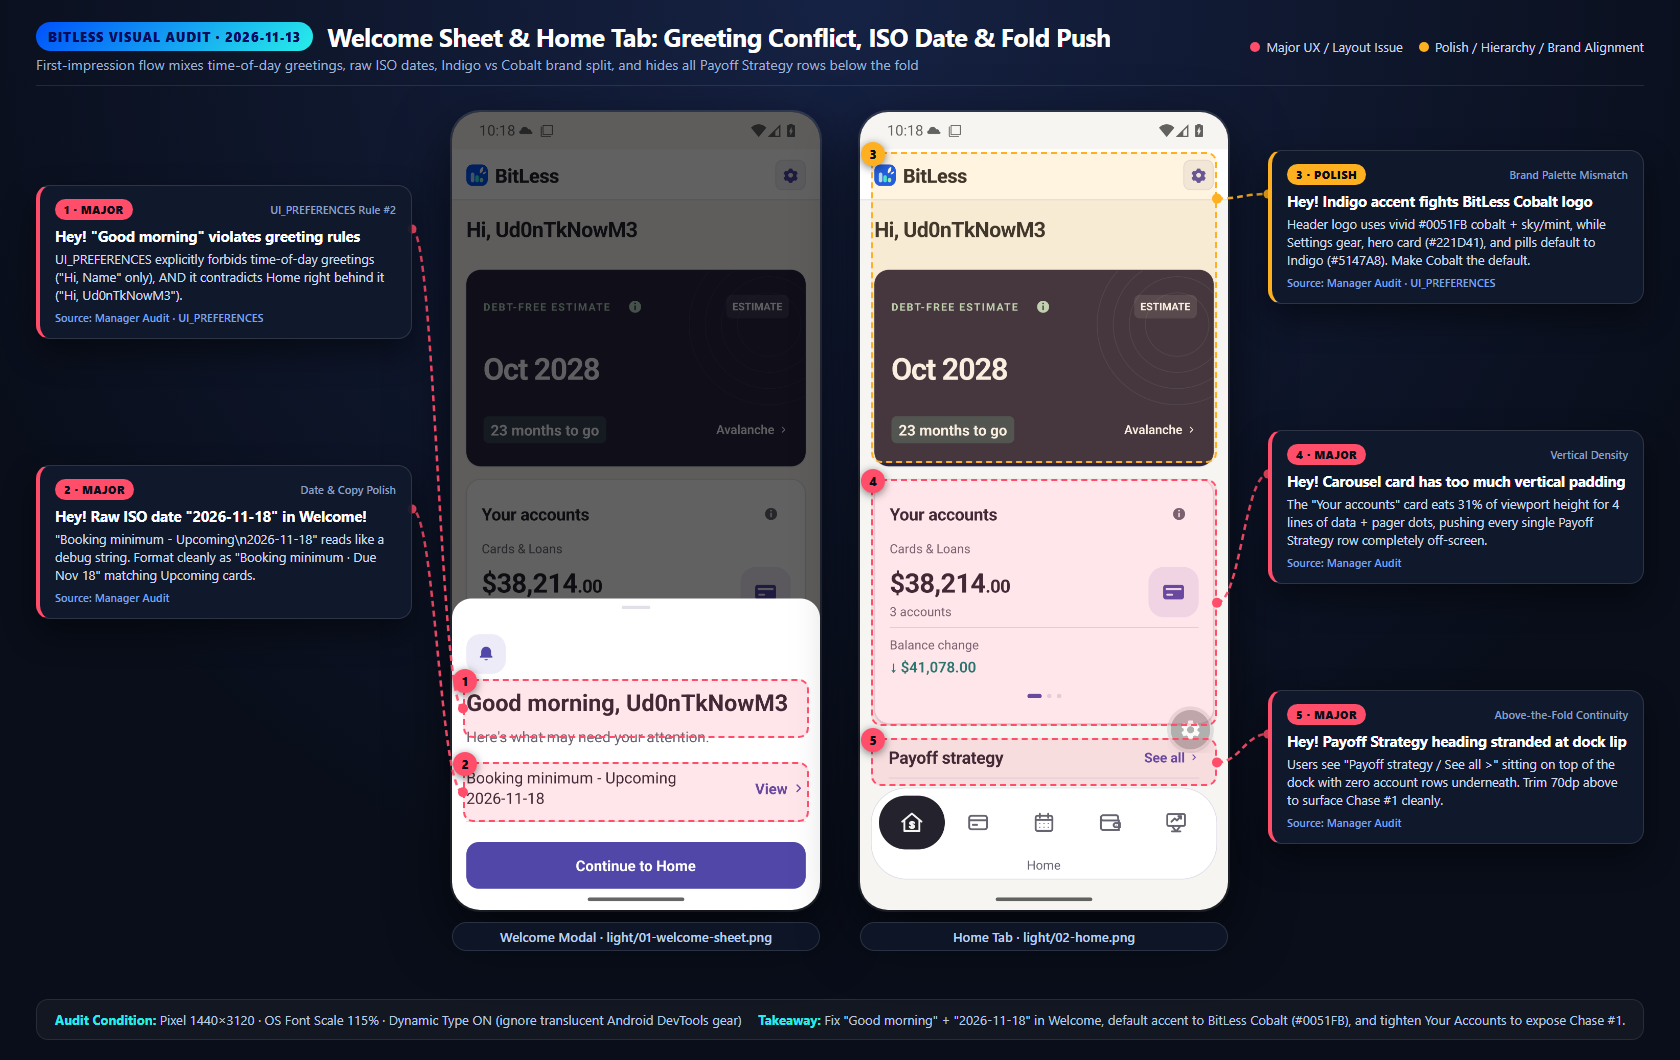 BITLESS VISUAL AUDIT · 2026-11-13
Welcome Sheet & Home Tab: Greeting Conflict, ISO Date & Fold Push
First-impression flow mixes time-of-day greetings, raw ISO dates, Indigo vs Cobalt brand split, and hides all Payoff Strategy rows below the fold
Major UX / Layout Issue
Polish / Hierarchy / Brand Alignment
1 · MAJOR
UI_PREFERENCES Rule #2
Hey! "Good morning" violates greeting rules
UI_PREFERENCES explicitly forbids time-of-day greetings
("Hi, Name" only), AND it contradicts Home right behind it
("Hi, Ud0nTkNowM3").
Source: Manager Audit · UI_PREFERENCES
2 · MAJOR
Date & Copy Polish
Hey! Raw ISO date "2026-11-18" in Welcome!
"Booking minimum - Upcoming\n2026-11-18" reads like a
debug string. Format cleanly as "Booking minimum · Due
Nov 18" matching Upcoming cards.
Source: Manager Audit
10:18
BitLess
Hi, Ud0nTkNowM3
DEBT-FREE ESTIMATE
ESTIMATE
Oct 2028
23 months to go
Avalanche ›
Your accounts
Cards & Loans
$38,214.00
1
Good morning, Ud0nTkNowM3
Here's what may need your attention.
2
Booking minimum - Upcoming
2026-11-18
View ›
Continue to Home
Welcome Modal · light/01-welcome-sheet.png
10:18
3
BitLess
Hi, Ud0nTkNowM3
DEBT-FREE ESTIMATE
ESTIMATE
Oct 2028
23 months to go
Avalanche ›
4
Your accounts
Cards & Loans
$38,214.00
3 accounts
Balance change
↓ $41,078.00
5
Payoff strategy
See all ›
Home
Home Tab · light/02-home.png
3 · POLISH
Brand Palette Mismatch
Hey! Indigo accent fights BitLess Cobalt logo
Header logo uses vivid #0051FB cobalt + sky/mint, while
Settings gear, hero card (#221D41), and pills default to
Indigo (#5147A8). Make Cobalt the default.
Source: Manager Audit · UI_PREFERENCES
4 · MAJOR
Vertical Density
Hey! Carousel card has too much vertical padding
The "Your accounts" card eats 31% of viewport height for 4
lines of data + pager dots, pushing every single Payoff
Strategy row completely off-screen.
Source: Manager Audit
5 · MAJOR
Above-the-Fold Continuity
Hey! Payoff Strategy heading stranded at dock lip
Users see "Payoff strategy / See all >" sitting on top of the
dock with zero account rows underneath. Trim 70dp above
to surface Chase #1 cleanly.
Source: Manager Audit
Audit Condition: Pixel 1440×3120 · OS Font Scale 115% · Dynamic Type ON (ignore translucent Android DevTools gear)
Takeaway: Fix "Good morning" + "2026-11-18" in Welcome, default accent to BitLess Cobalt (#0051FB), and tighten Your Accounts to expose Chase #1.